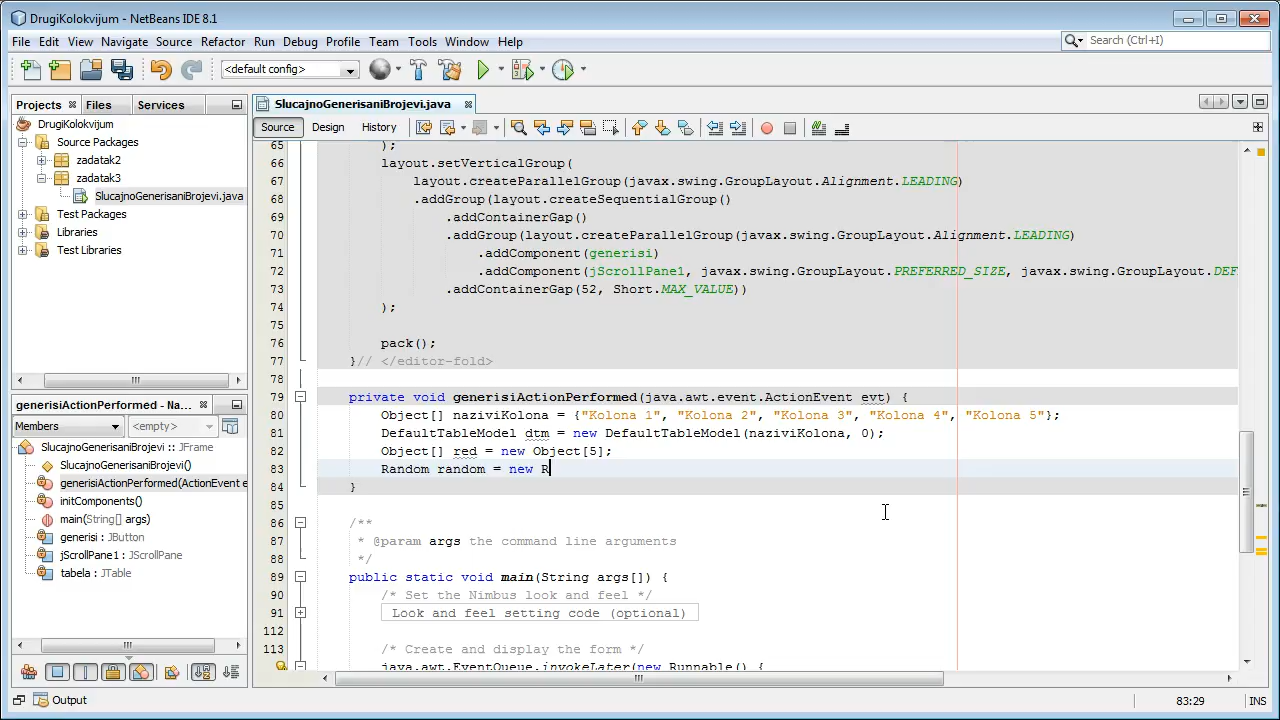 DrugiKolokvijum - NetBeans IDE 8.1
File Edit View Navigate Source Refactor Run Debug Profile Team Tools Window Help
Search (Ctrl+I)
<default config>
Projects Files Services
DrugiKolokvijum
Source Packages
zadatak2
zadatak3
SlucajnoGenerisaniBrojevi.java
Test Packages
Libraries
Test Libraries
generisiActionPerformed - Na...
Members <empty>
SlucajnoGenerisaniBrojevi :: JFrame
SlucajnoGenerisaniBrojevi()
generisiActionPerformed(ActionEvent e
initComponents()
main(String[] args)
generisi : JButton
jScrollPane1 : JScrollPane
tabela : JTable
SlucajnoGenerisaniBrojevi.java
Source Design History
65 );
66 layout.setVerticalGroup(
67 layout.createParallelGroup(javax.swing.GroupLayout.Alignment.LEADING)
68 .addGroup(layout.createSequentialGroup()
69 .addContainerGap()
70 .addGroup(layout.createParallelGroup(javax.swing.GroupLayout.Alignment.LEADING)
71 .addComponent(generisi)
72 .addComponent(jScrollPane1, javax.swing.GroupLayout.PREFERRED_SIZE, javax.swing.GroupLayout.DEF
73 .addContainerGap(52, Short.MAX_VALUE))
74 );
75
76 pack();
77 }// </editor-fold>
78
79 private void generisiActionPerformed(java.awt.event.ActionEvent evt) {
80 Object[] naziviKolona = {"Kolona 1", "Kolona 2", "Kolona 3", "Kolona 4", "Kolona 5"};
81 DefaultTableModel dtm = new DefaultTableModel(naziviKolona, 0);
82 Object[] red = new Object[5];
83 Random random = new R
84 }
85
86 /**
87 * @param args the command line arguments
88 */
89 public static void main(String args[]) {
90 /* Set the Nimbus look and feel */
91 Look and feel setting code (optional)
112
113 /* Create and display the form */
java.awt.EventQueue.invokeLater(new Runnable() {
Output
83:29 INS